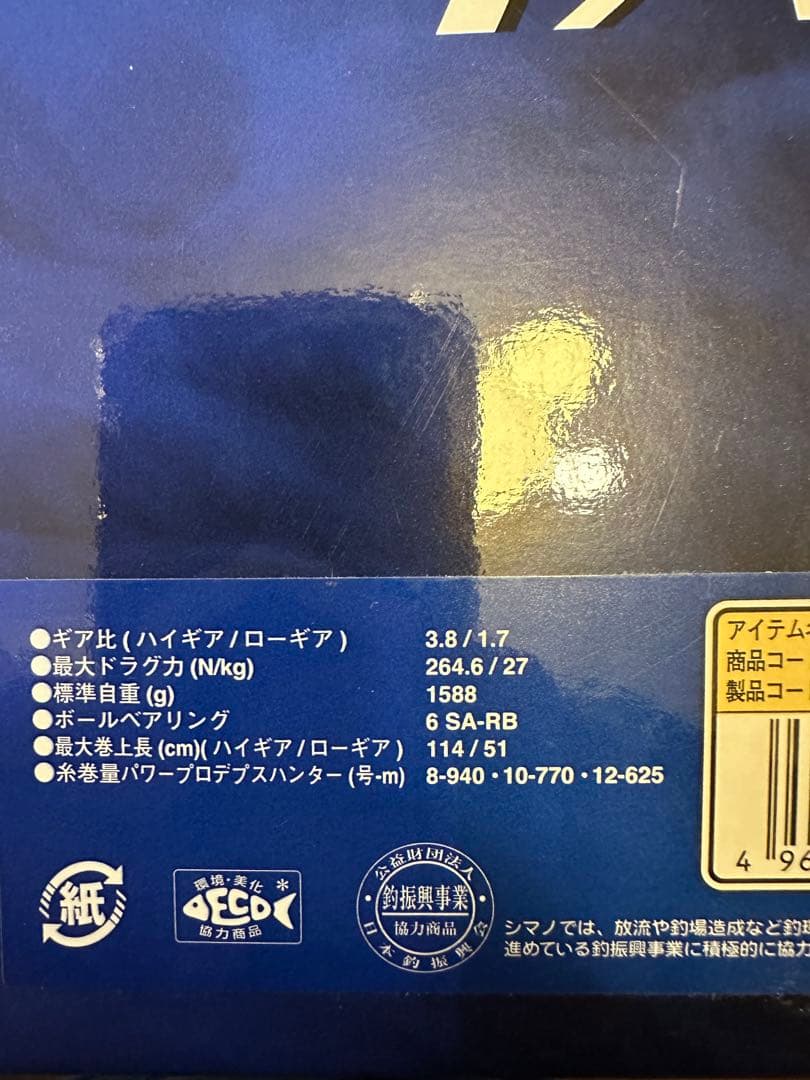 ●ギア比 ( ハイギア / ローギア ) 3.8 / 1.7
●最大ドラグ力 (N/kg) 264.6 / 27
●標準自重 (g) 1588
●ボールベアリング 6 SA-RB
●最大巻上長 (cm)( ハイギア / ローギア ) 114 / 51
●糸巻量パワープロデプスハンター (号-m) 8-940・10-770・12-625
アイテム
商品コー
製品コー
4 96
紙
環境・美化
ECO
協力商品
公益財団法人
釣振興事業
協力商品
日本釣振興会
シマノでは、放流や釣場造成など釣
進めている釣振興事業に積極的に協力